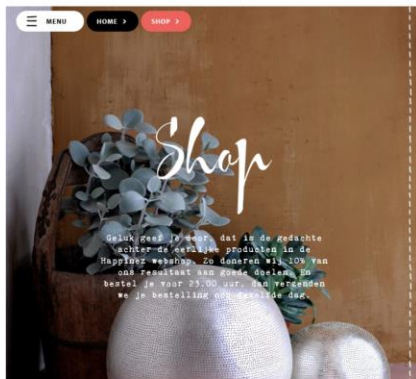 MENU HOME > SHOP >
Shop
Geluk geef je door, dat is de gedachte
achter de eerlijke producten in de
Happinez webshop. Zo doneren wij 10% van
ons resultaat aan goede doelen. En
bestel je voor 23.00 uur, dan verzenden
we je bestelling nog dezelfde dag.